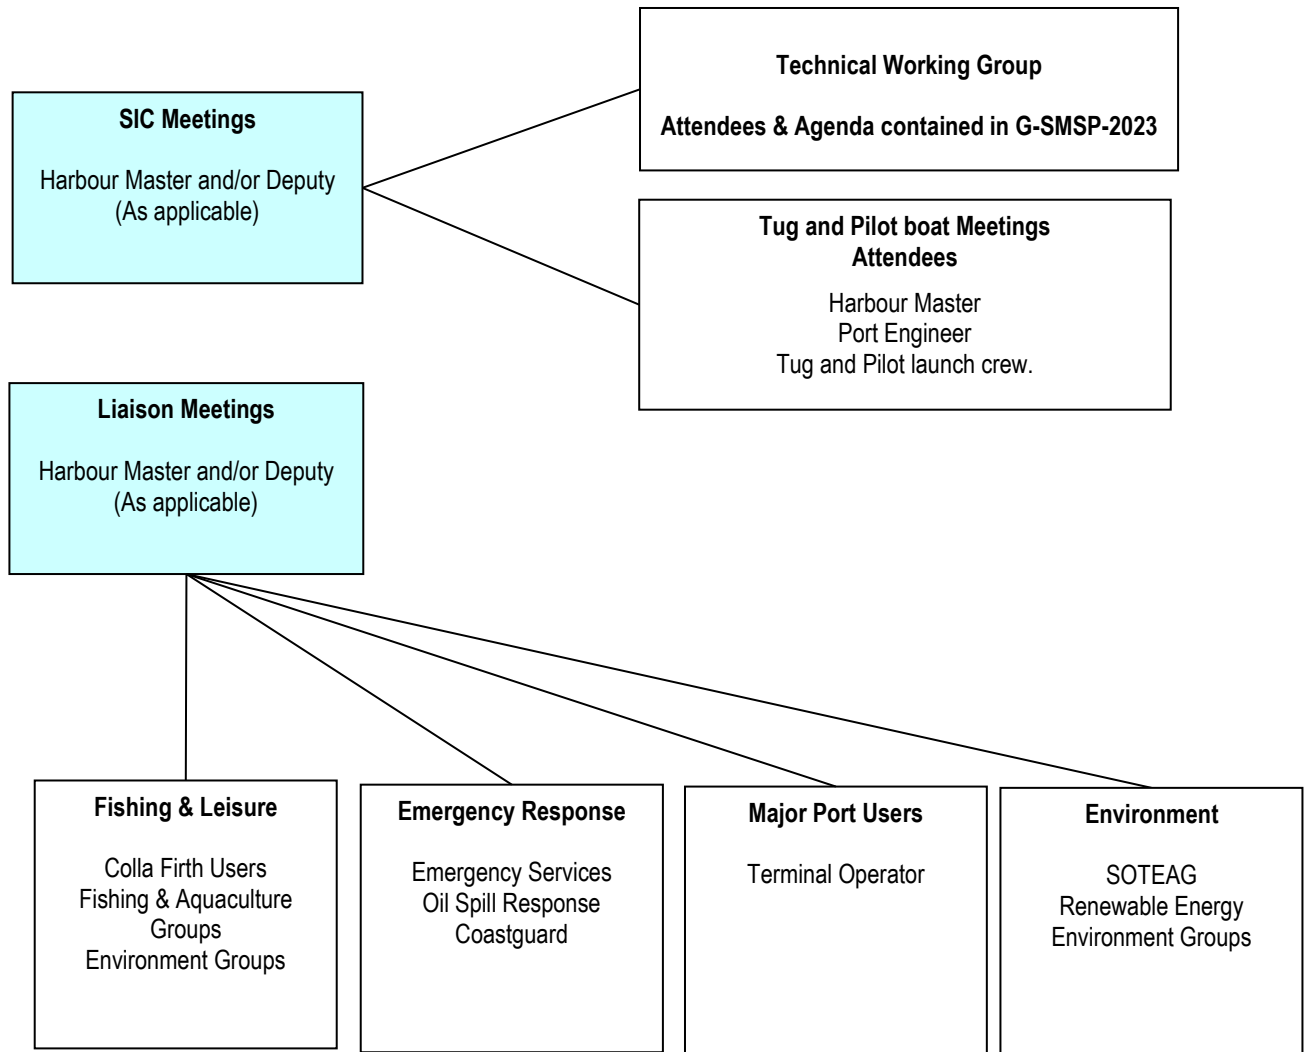 Technical Working Group
Attendees & Agenda contained in G-SMSP-2023
SIC Meetings
Harbour Master and/or Deputy
(As applicable)
Tug and Pilot boat Meetings
Attendees
Harbour Master
Port Engineer
Tug and Pilot launch crew.
Liaison Meetings
Harbour Master and/or Deputy
(As applicable)
Fishing & Leisure
Colla Firth Users
Fishing & Aquaculture
Groups
Environment Groups
Emergency Response
Emergency Services
Oil Spill Response
Coastguard
Major Port Users
Terminal Operator
Environment
SOTEAG
Renewable Energy
Environment Groups